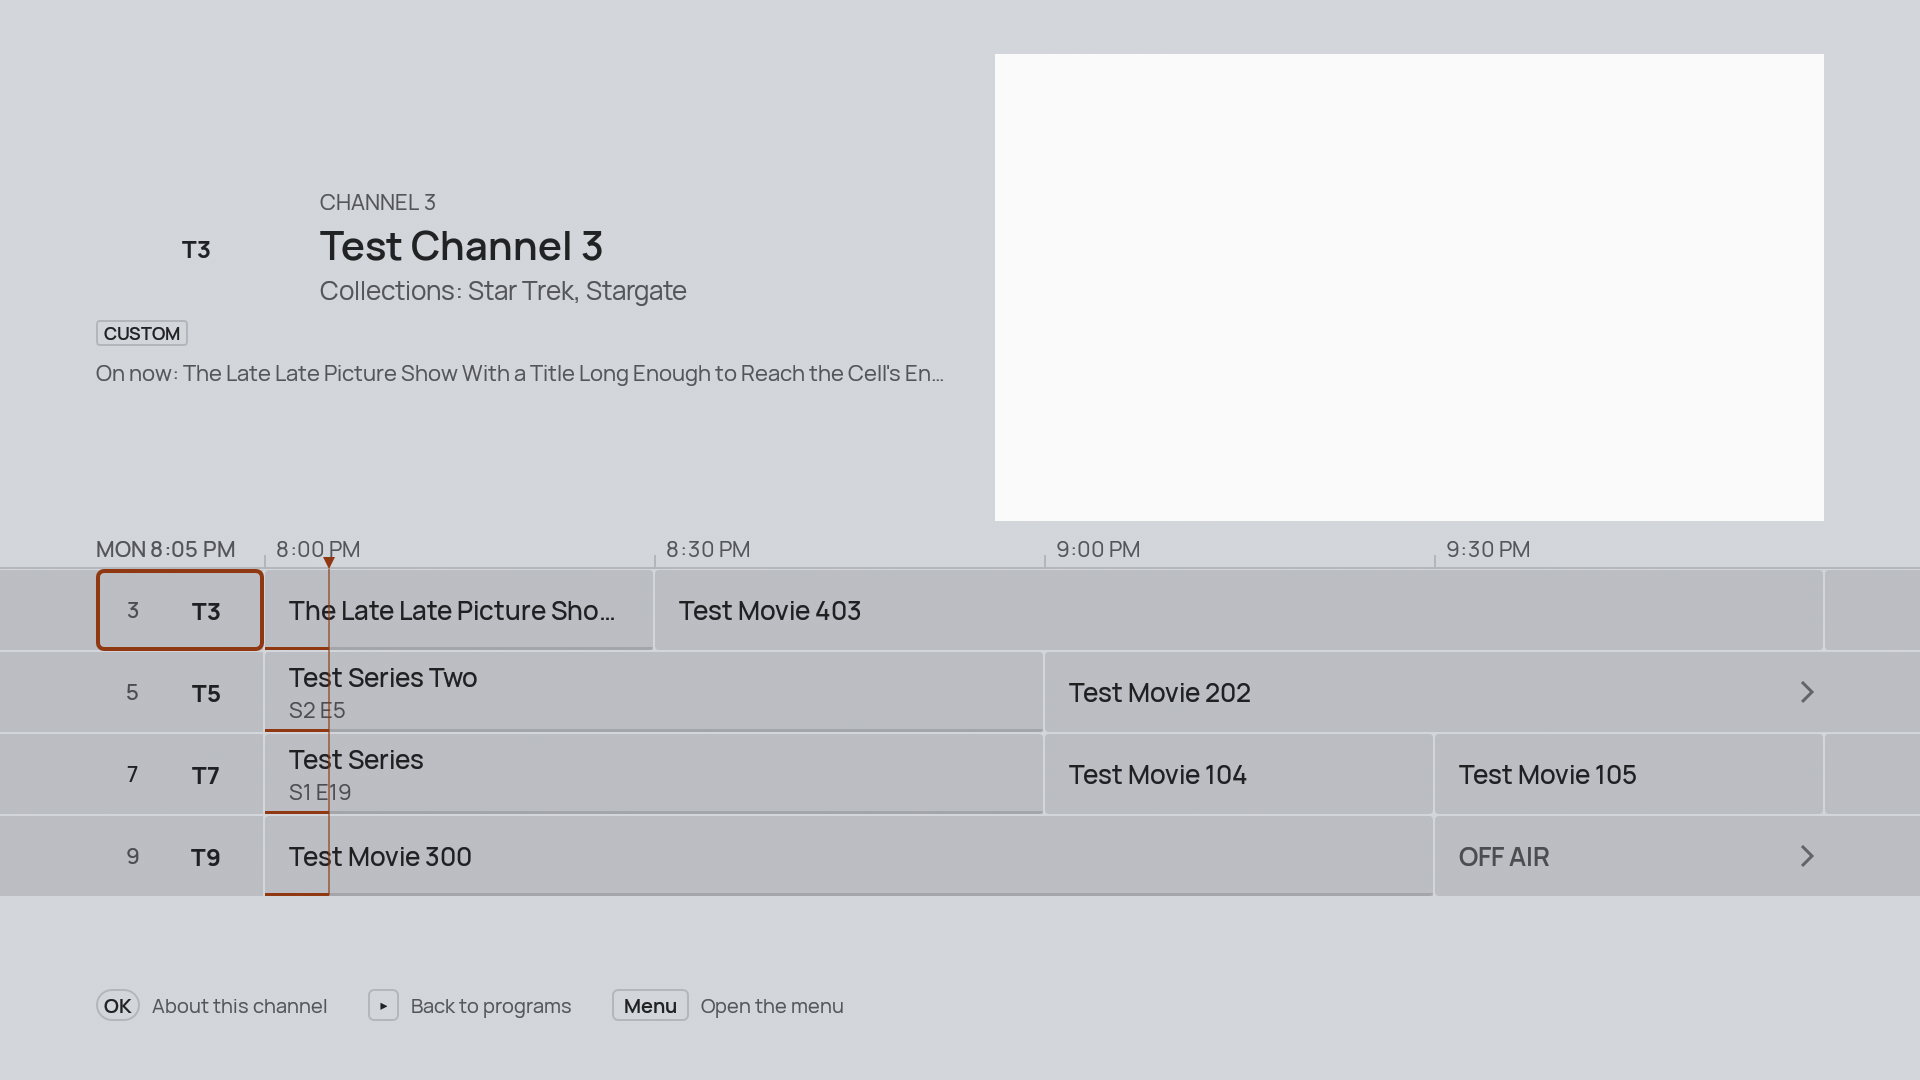 CHANNEL 3
T3
Test Channel 3
Collections: Star Trek, Stargate
CUSTOM
On now: The Late Late Picture Show With a Title Long Enough to Reach the Cell's En…
MON 8:05 PM
8:00 PM
8:30 PM
9:00 PM
9:30 PM
3
T3
The Late Late Picture Sho…
Test Movie 403
5
T5
Test Series Two
S2 E5
Test Movie 202
7
T7
Test Series
S1 E19
Test Movie 104
Test Movie 105
9
T9
Test Movie 300
OFF AIR
OK About this channel
Back to programs
Menu Open the menu